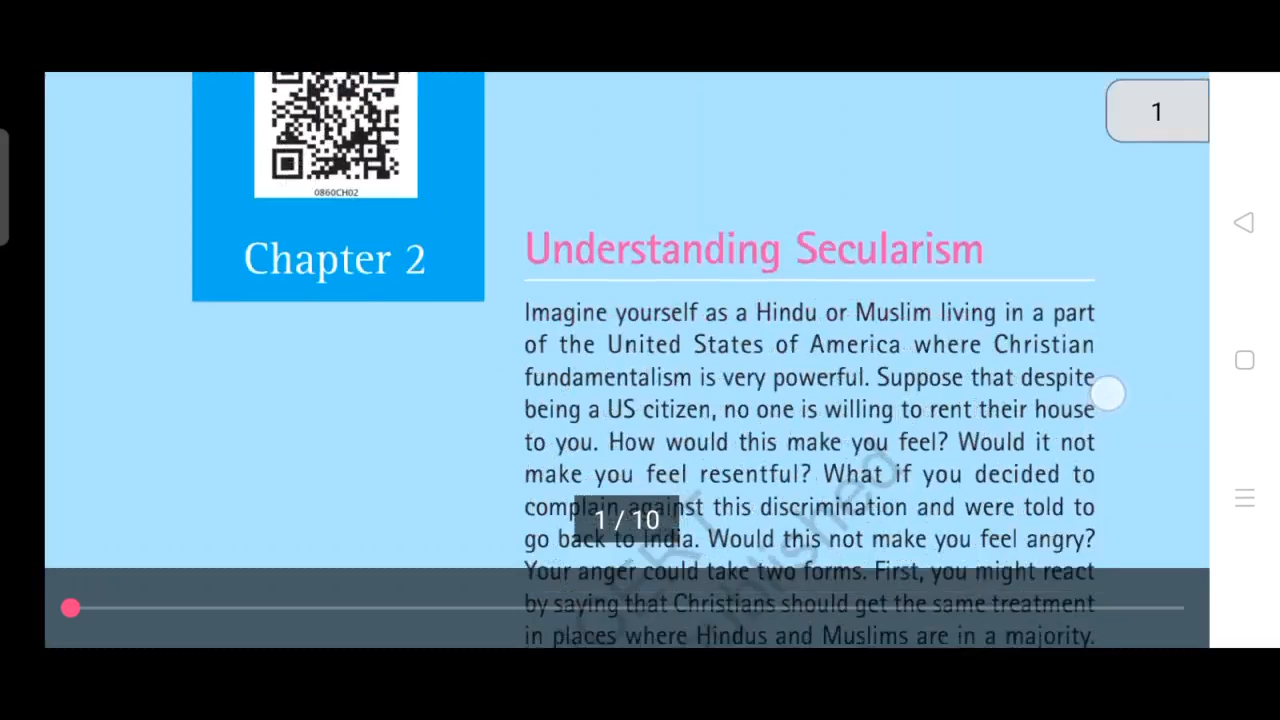 1
0860CH02
Chapter 2
Understanding Secularism
Imagine yourself as a Hindu or Muslim living in a part
of the United States of America where Christian
fundamentalism is very powerful. Suppose that despite
being a US citizen, no one is willing to rent their house
to you. How would this make you feel? Would it not
make you feel resentful? What if you decided to
complain against this discrimination and were told to
go back to India. Would this not make you feel angry?
Your anger could take two forms. First, you might react
by saying that Christians should get the same treatment
in places where Hindus and Muslims are in a majority.
1 / 10